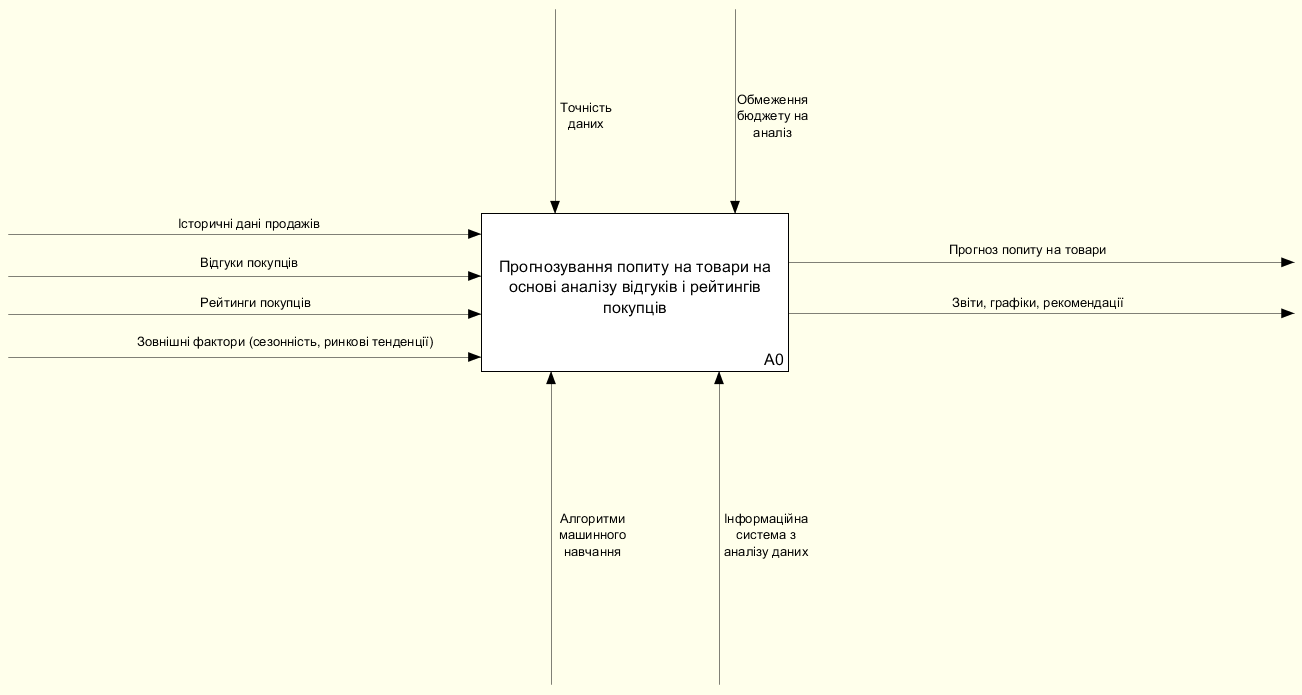 Точність
даних
Обмеження
бюджету на
аналіз
Історичні дані продажів
Відгуки покупців
Рейтинги покупців
Зовнішні фактори (сезонність, ринкові тенденції)
Прогнозування попиту на товари на
основі аналізу відгуків і рейтингів
покупців
A0
Прогноз попиту на товари
Звіти, графіки, рекомендації
Алгоритми
машинного
навчання
Інформаційна
система з
аналізу даних